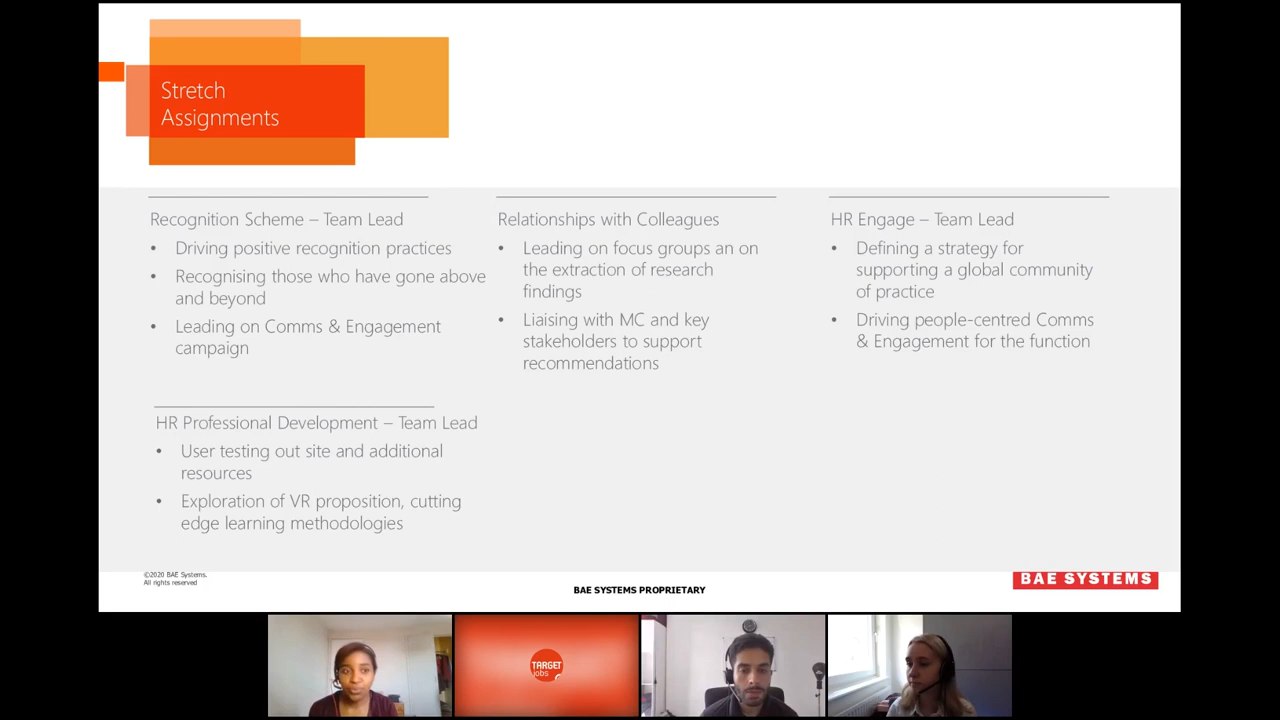 Stretch
Assignments
Recognition Scheme – Team Lead
• Driving positive recognition practices
• Recognising those who have gone above
and beyond
• Leading on Comms & Engagement
campaign
Relationships with Colleagues
• Leading on focus groups an on
the extraction of research
findings
• Liaising with MC and key
stakeholders to support
recommendations
HR Engage – Team Lead
• Defining a strategy for
supporting a global community
of practice
• Driving people-centred Comms
& Engagement for the function
HR Professional Development – Team Lead
• User testing out site and additional
resources
• Exploration of VR proposition, cutting
edge learning methodologies
©2020 BAE Systems.
All rights reserved
BAE SYSTEMS PROPRIETARY
BAE SYSTEMS
TARGET
jobs